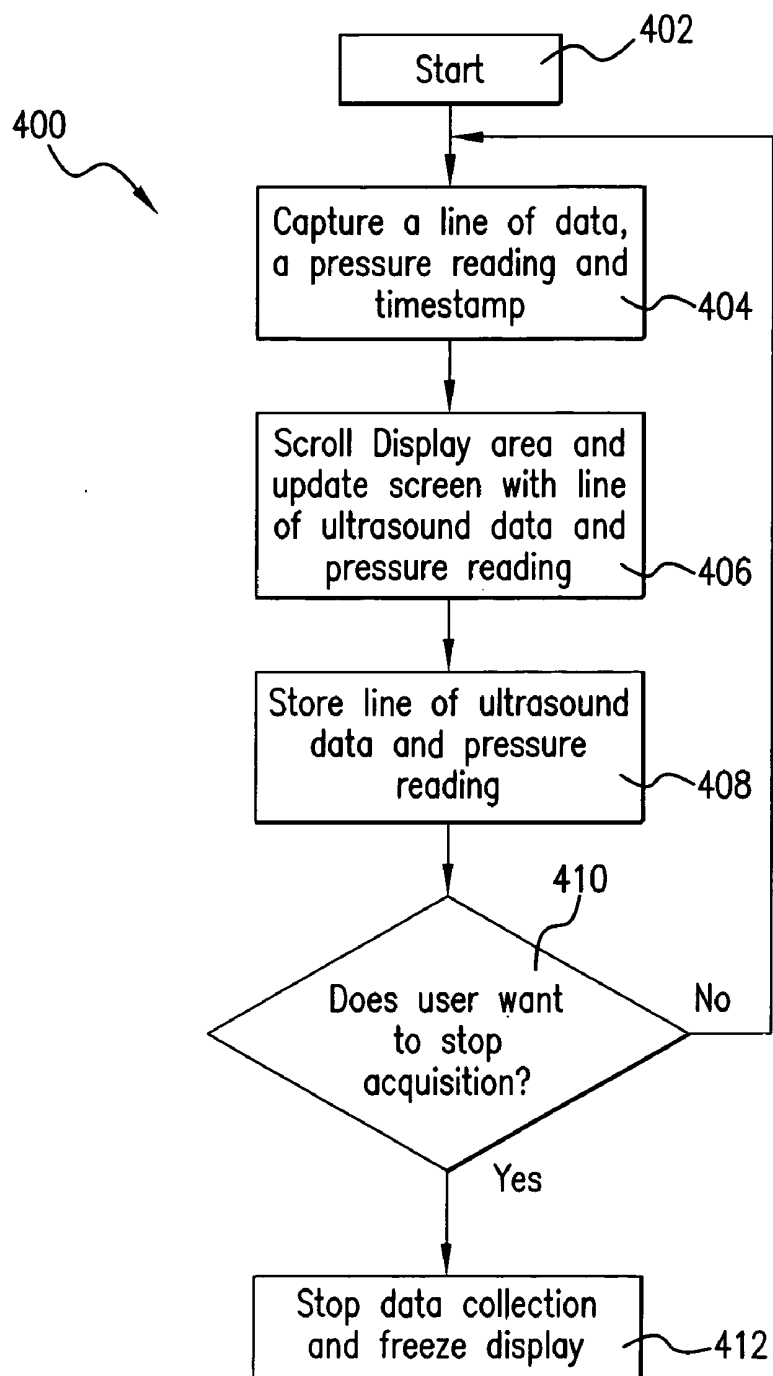 402
Start
400
Capture a line of data,
a pressure reading and
timestamp
404
Scroll Display area and
update screen with line
of ultrasound data and
pressure reading
406
Store line of ultrasound
data and pressure
reading
408
410
Does user want
to stop
acquisition?
No
Yes
Stop data collection
and freeze display
412